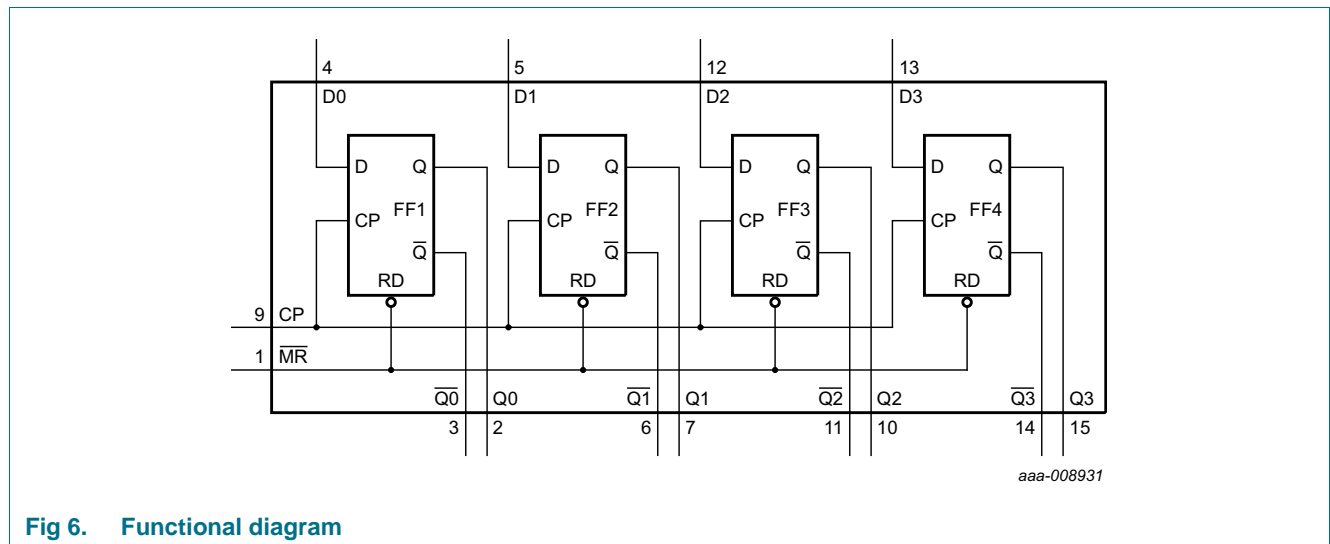 4 5 12 13
D0 D1 D2 D3
D Q D Q D Q D Q
FF1 FF2 FF3 FF4
CP CP CP CP
Q̅ Q̅ Q̅ Q̅
RD RD RD RD
9 CP
1 M̅R̅
Q̅0̅ Q0 Q̅1̅ Q1 Q̅2̅ Q2 Q̅3̅ Q3
3 2 6 7 11 10 14 15
aaa-008931
Fig 6. Functional diagram